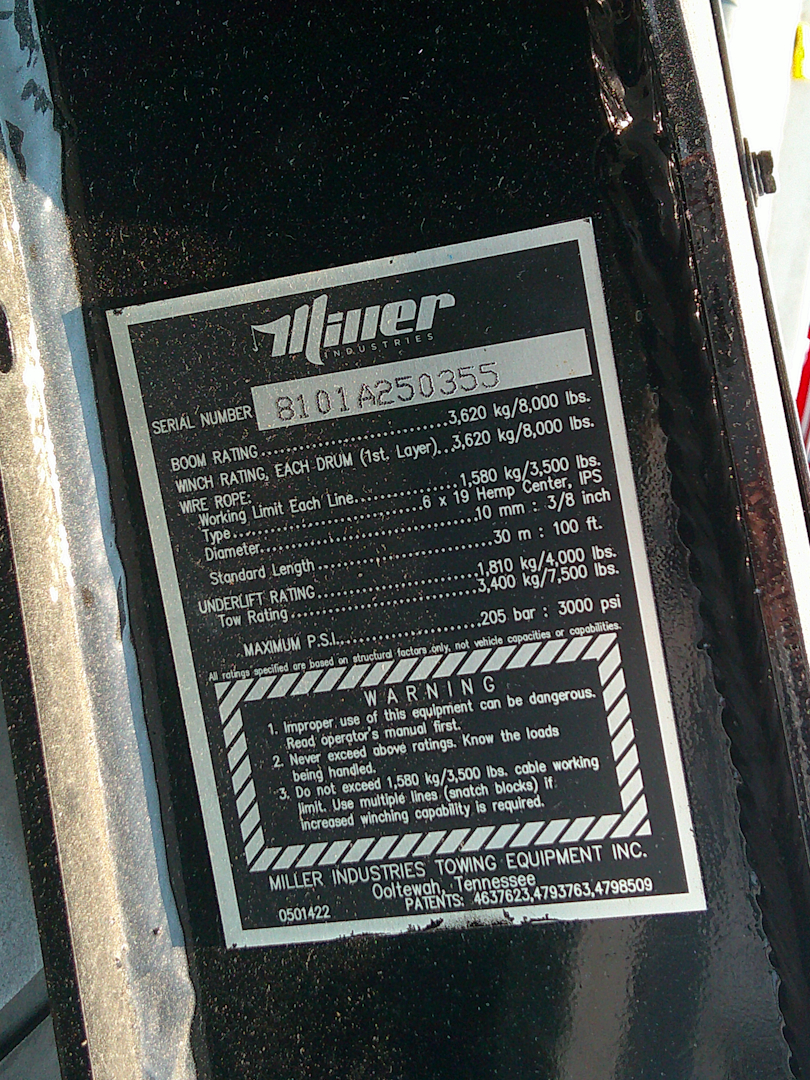 Miller
INDUSTRIES
SERIAL NUMBER 8101A250355
BOOM RATING................................3,620 kg/8,000 lbs.
WINCH RATING, EACH DRUM (1st. Layer)...3,620 kg/8,000 lbs.
WIRE ROPE:
Working Limit Each Line....................1,580 kg/3,500 lbs.
Type................................6 x 19 Hemp Center, IPS
Diameter....................................10 mm : 3/8 inch
Standard Length.............................30 m : 100 ft.
UNDERLIFT RATING............................1,810 kg/4,000 lbs.
Tow Rating..................................3,400 kg/7,500 lbs.
MAXIMUM P.S.I.......................205 bar : 3000 psi
All ratings specified are based on structural factors only, not vehicle capacities or capabilities.
WARNING
1. Improper use of this equipment can be dangerous.
Read operator's manual first.
2. Never exceed above ratings. Know the loads
being handled.
3. Do not exceed 1,580 kg/3,500 lbs. cable working
limit. Use multiple lines (snatch blocks) if
increased winching capability is required.
MILLER INDUSTRIES TOWING EQUIPMENT INC.
Ooltewah, Tennessee
0501422 PATENTS: 4637623,4793763,4798509